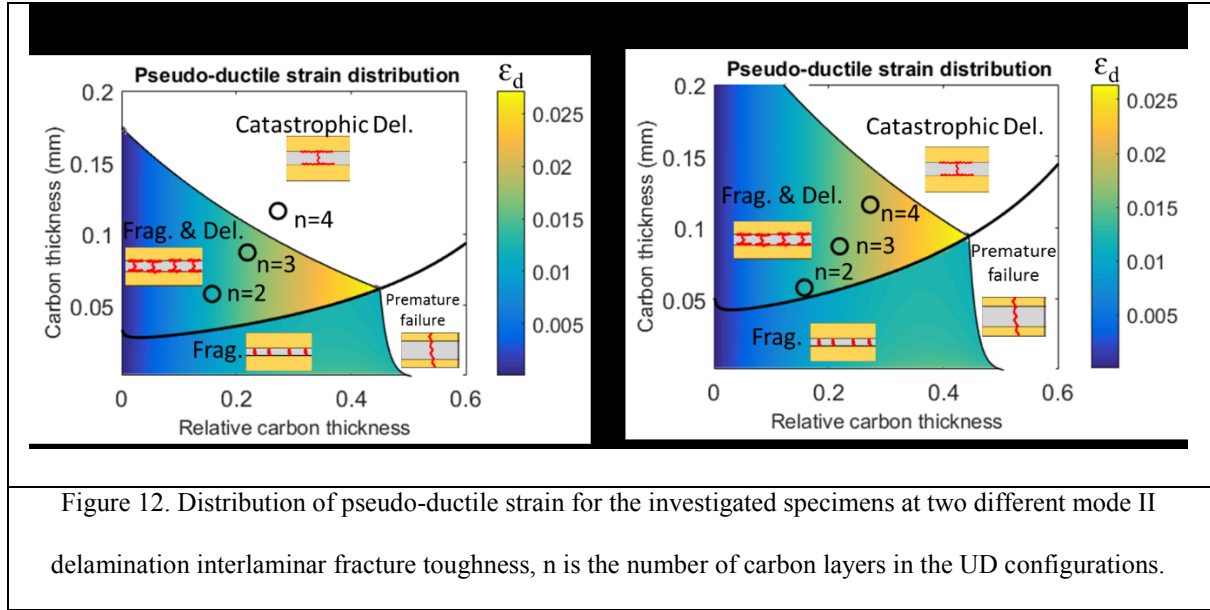 Pseudo-ductile strain distribution
εd
0.2
0.15
0.1
0.05
0
0.2
0.4
0.6
Carbon thickness (mm)
Relative carbon thickness
Catastrophic Del.
n=4
Frag. & Del.
n=3
n=2
Frag.
Premature
failure
0.025
0.02
0.015
0.01
0.005
Pseudo-ductile strain distribution
εd
0.2
0.15
0.1
0.05
0
0
0.2
0.4
0.6
Carbon thickness (mm)
Relative carbon thickness
Catastrophic Del.
Frag. & Del.
n=4
n=3
n=2
Frag.
Premature
failure
0.025
0.02
0.015
0.01
0.005
Figure 12. Distribution of pseudo-ductile strain for the investigated specimens at two different mode II
delamination interlaminar fracture toughness, n is the number of carbon layers in the UD configurations.